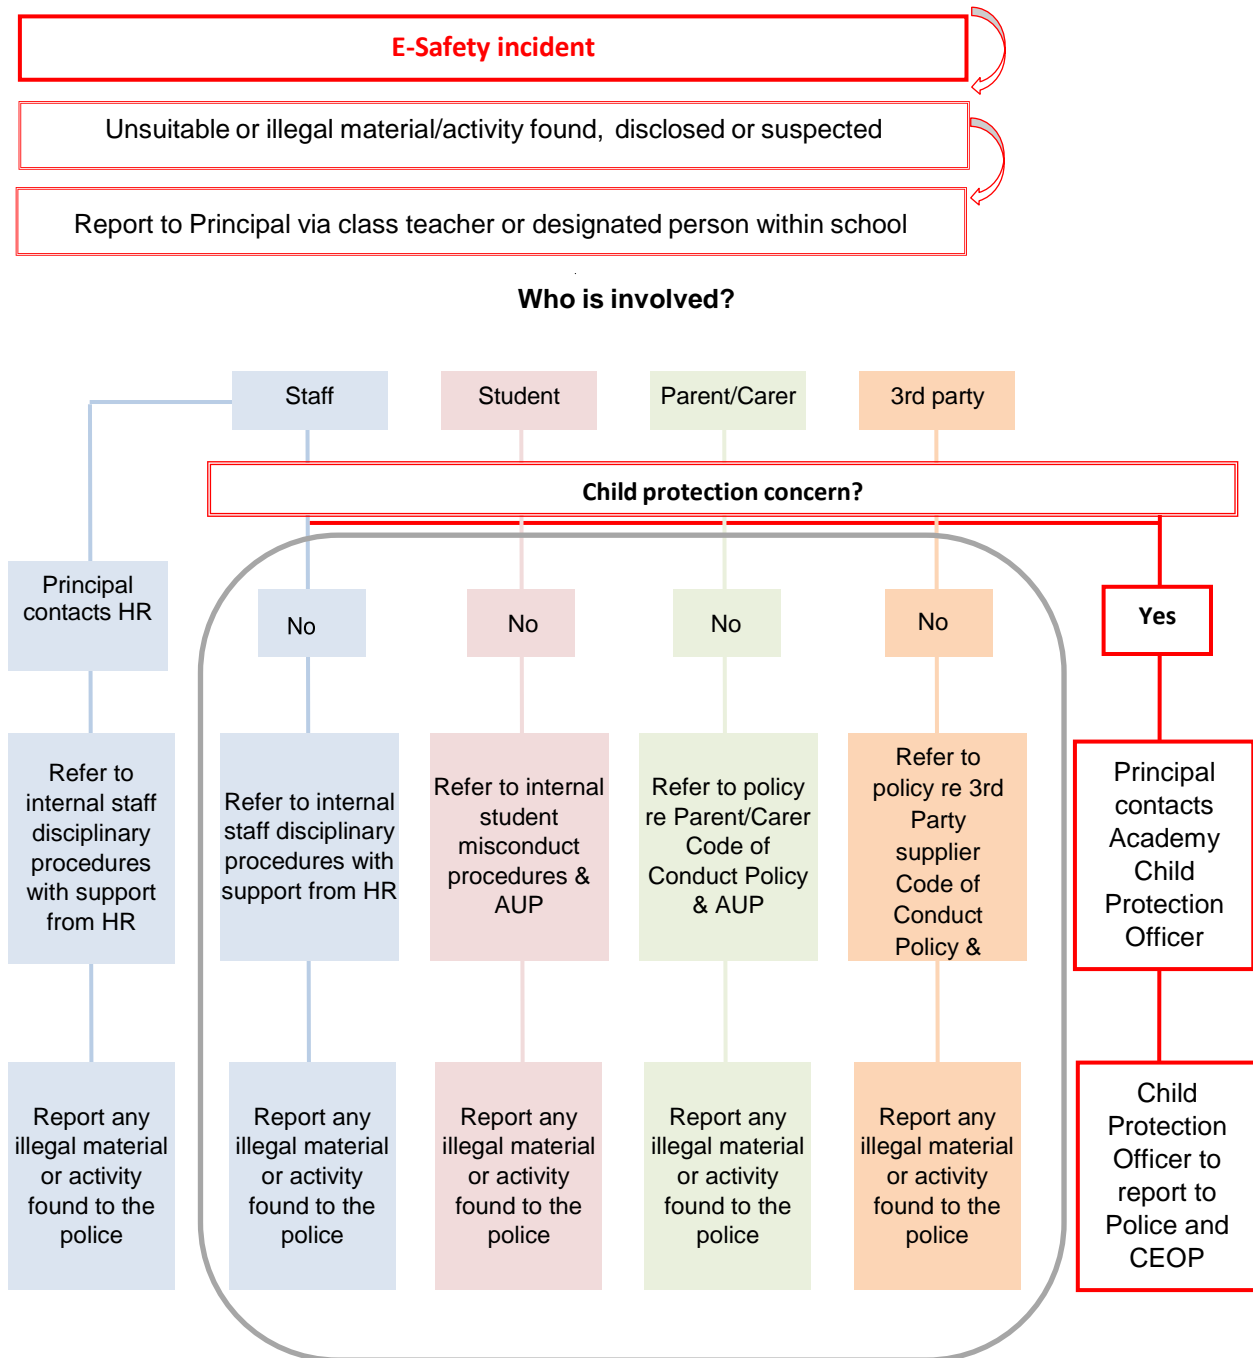 E-Safety incident
Unsuitable or illegal material/activity found, disclosed or suspected
Report to Principal via class teacher or designated person within school
Who is involved?
Staff
Student
Parent/Carer
3rd party
Child protection concern?
Principal
contacts HR
No
No
No
No
Yes
Refer to
internal staff
disciplinary
procedures
with support
from HR
Refer to internal
staff disciplinary
procedures with
support from HR
Refer to internal
student
misconduct
procedures &
AUP
Refer to policy
re Parent/Carer
Code of
Conduct Policy
& AUP
Refer to
policy re 3rd
Party
supplier
Code of
Conduct
Policy &
Principal
contacts
Academy
Child
Protection
Officer
Report any
illegal material
or activity
found to the
police
Report any
illegal material
or activity
found to the
police
Report any
illegal material
or activity
found to the
police
Report any
illegal material
or activity
found to the
police
Report any
illegal material
or activity
found to the
police
Child
Protection
Officer to
report to
Police and
CEOP